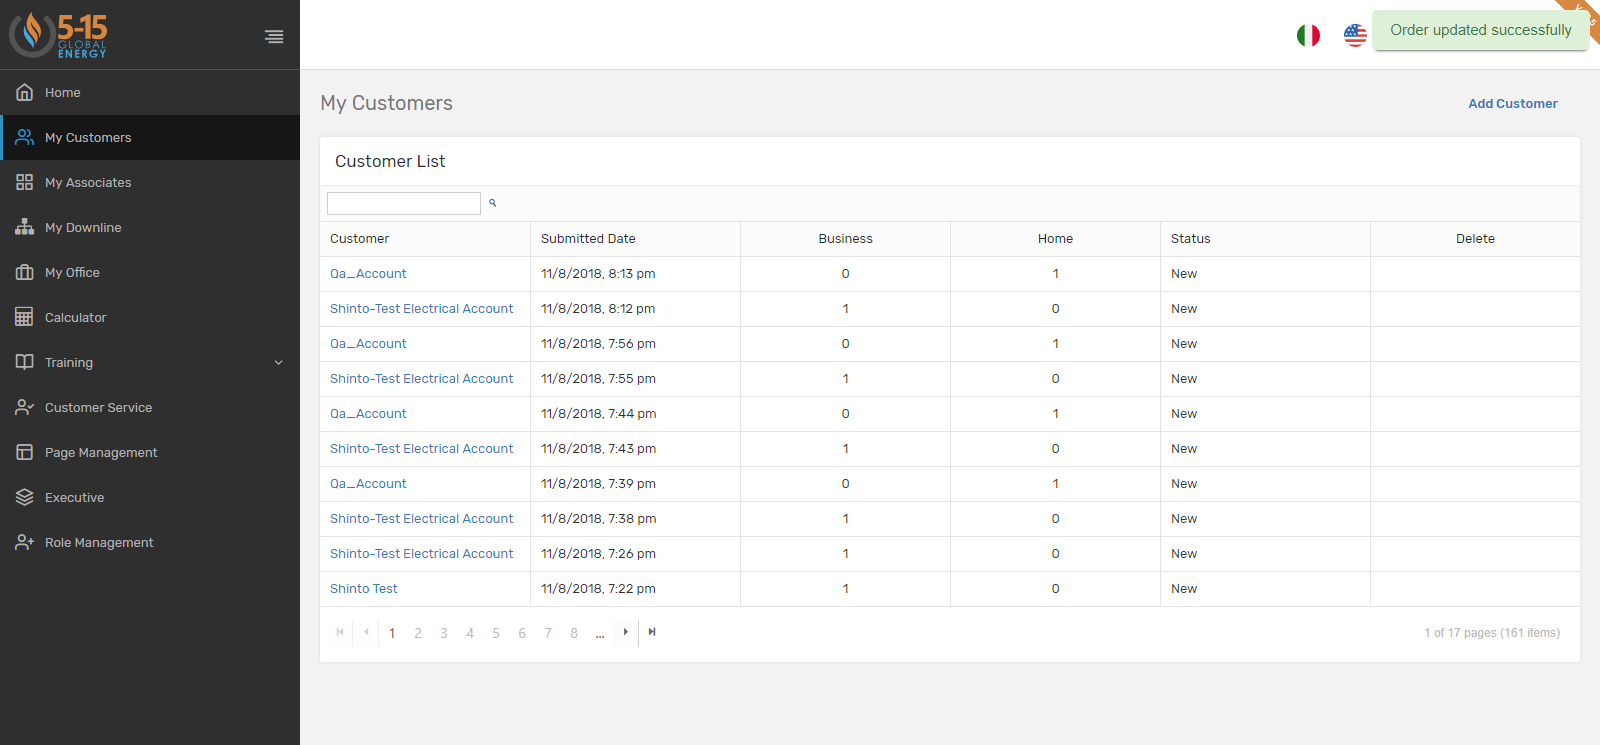 5-15
GLOBAL
ENERGY
Order updated successfully
Home
My Customers
My Associates
My Downline
My Office
Calculator
Training
Customer Service
Page Management
Executive
Role Management
My Customers
Add Customer
Customer List
Customer Submitted Date Business Home Status Delete
Qa_Account 11/8/2018, 8:13 pm 0 1 New
Shinto-Test Electrical Account 11/8/2018, 8:12 pm 1 0 New
Qa_Account 11/8/2018, 7:56 pm 0 1 New
Shinto-Test Electrical Account 11/8/2018, 7:55 pm 1 0 New
Qa_Account 11/8/2018, 7:44 pm 0 1 New
Shinto-Test Electrical Account 11/8/2018, 7:43 pm 1 0 New
Qa_Account 11/8/2018, 7:39 pm 0 1 New
Shinto-Test Electrical Account 11/8/2018, 7:38 pm 1 0 New
Shinto-Test Electrical Account 11/8/2018, 7:26 pm 1 0 New
Shinto Test 11/8/2018, 7:22 pm 1 0 New
1 2 3 4 5 6 7 8 ...
1 of 17 pages (161 items)